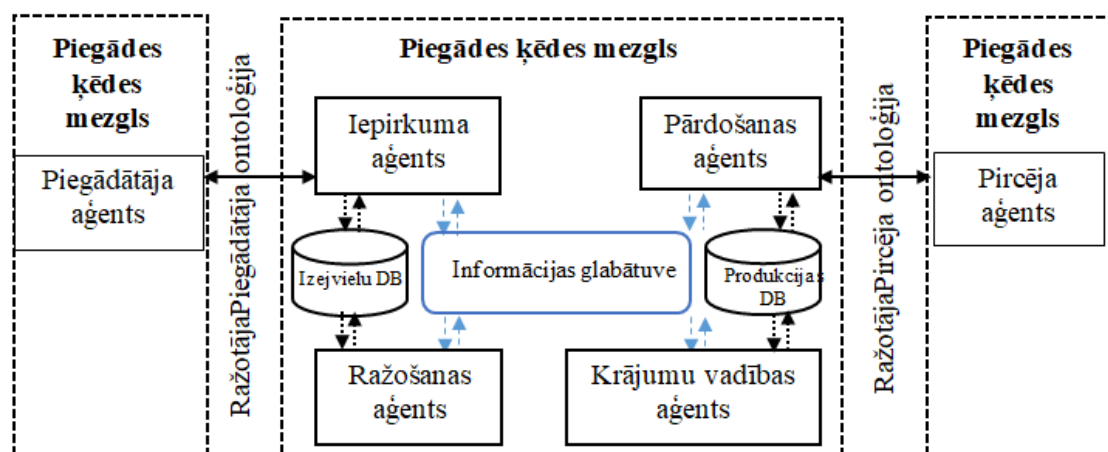 Piegādes
ķēdes
mezgls
Piegādātāja
aģents
RažotājaPiegādātāja ontoloģija
Piegādes ķēdes mezgls
Iepirkuma
aģents
Pārdošanas
aģents
Izejvielu DB
Informācijas glabātuve
Produkcijas
DB
Ražošanas
aģents
Krājumu vadības
aģents
RažotājaPircēja ontoloģija
Piegādes
ķēdes
mezgls
Pircēja
aģents